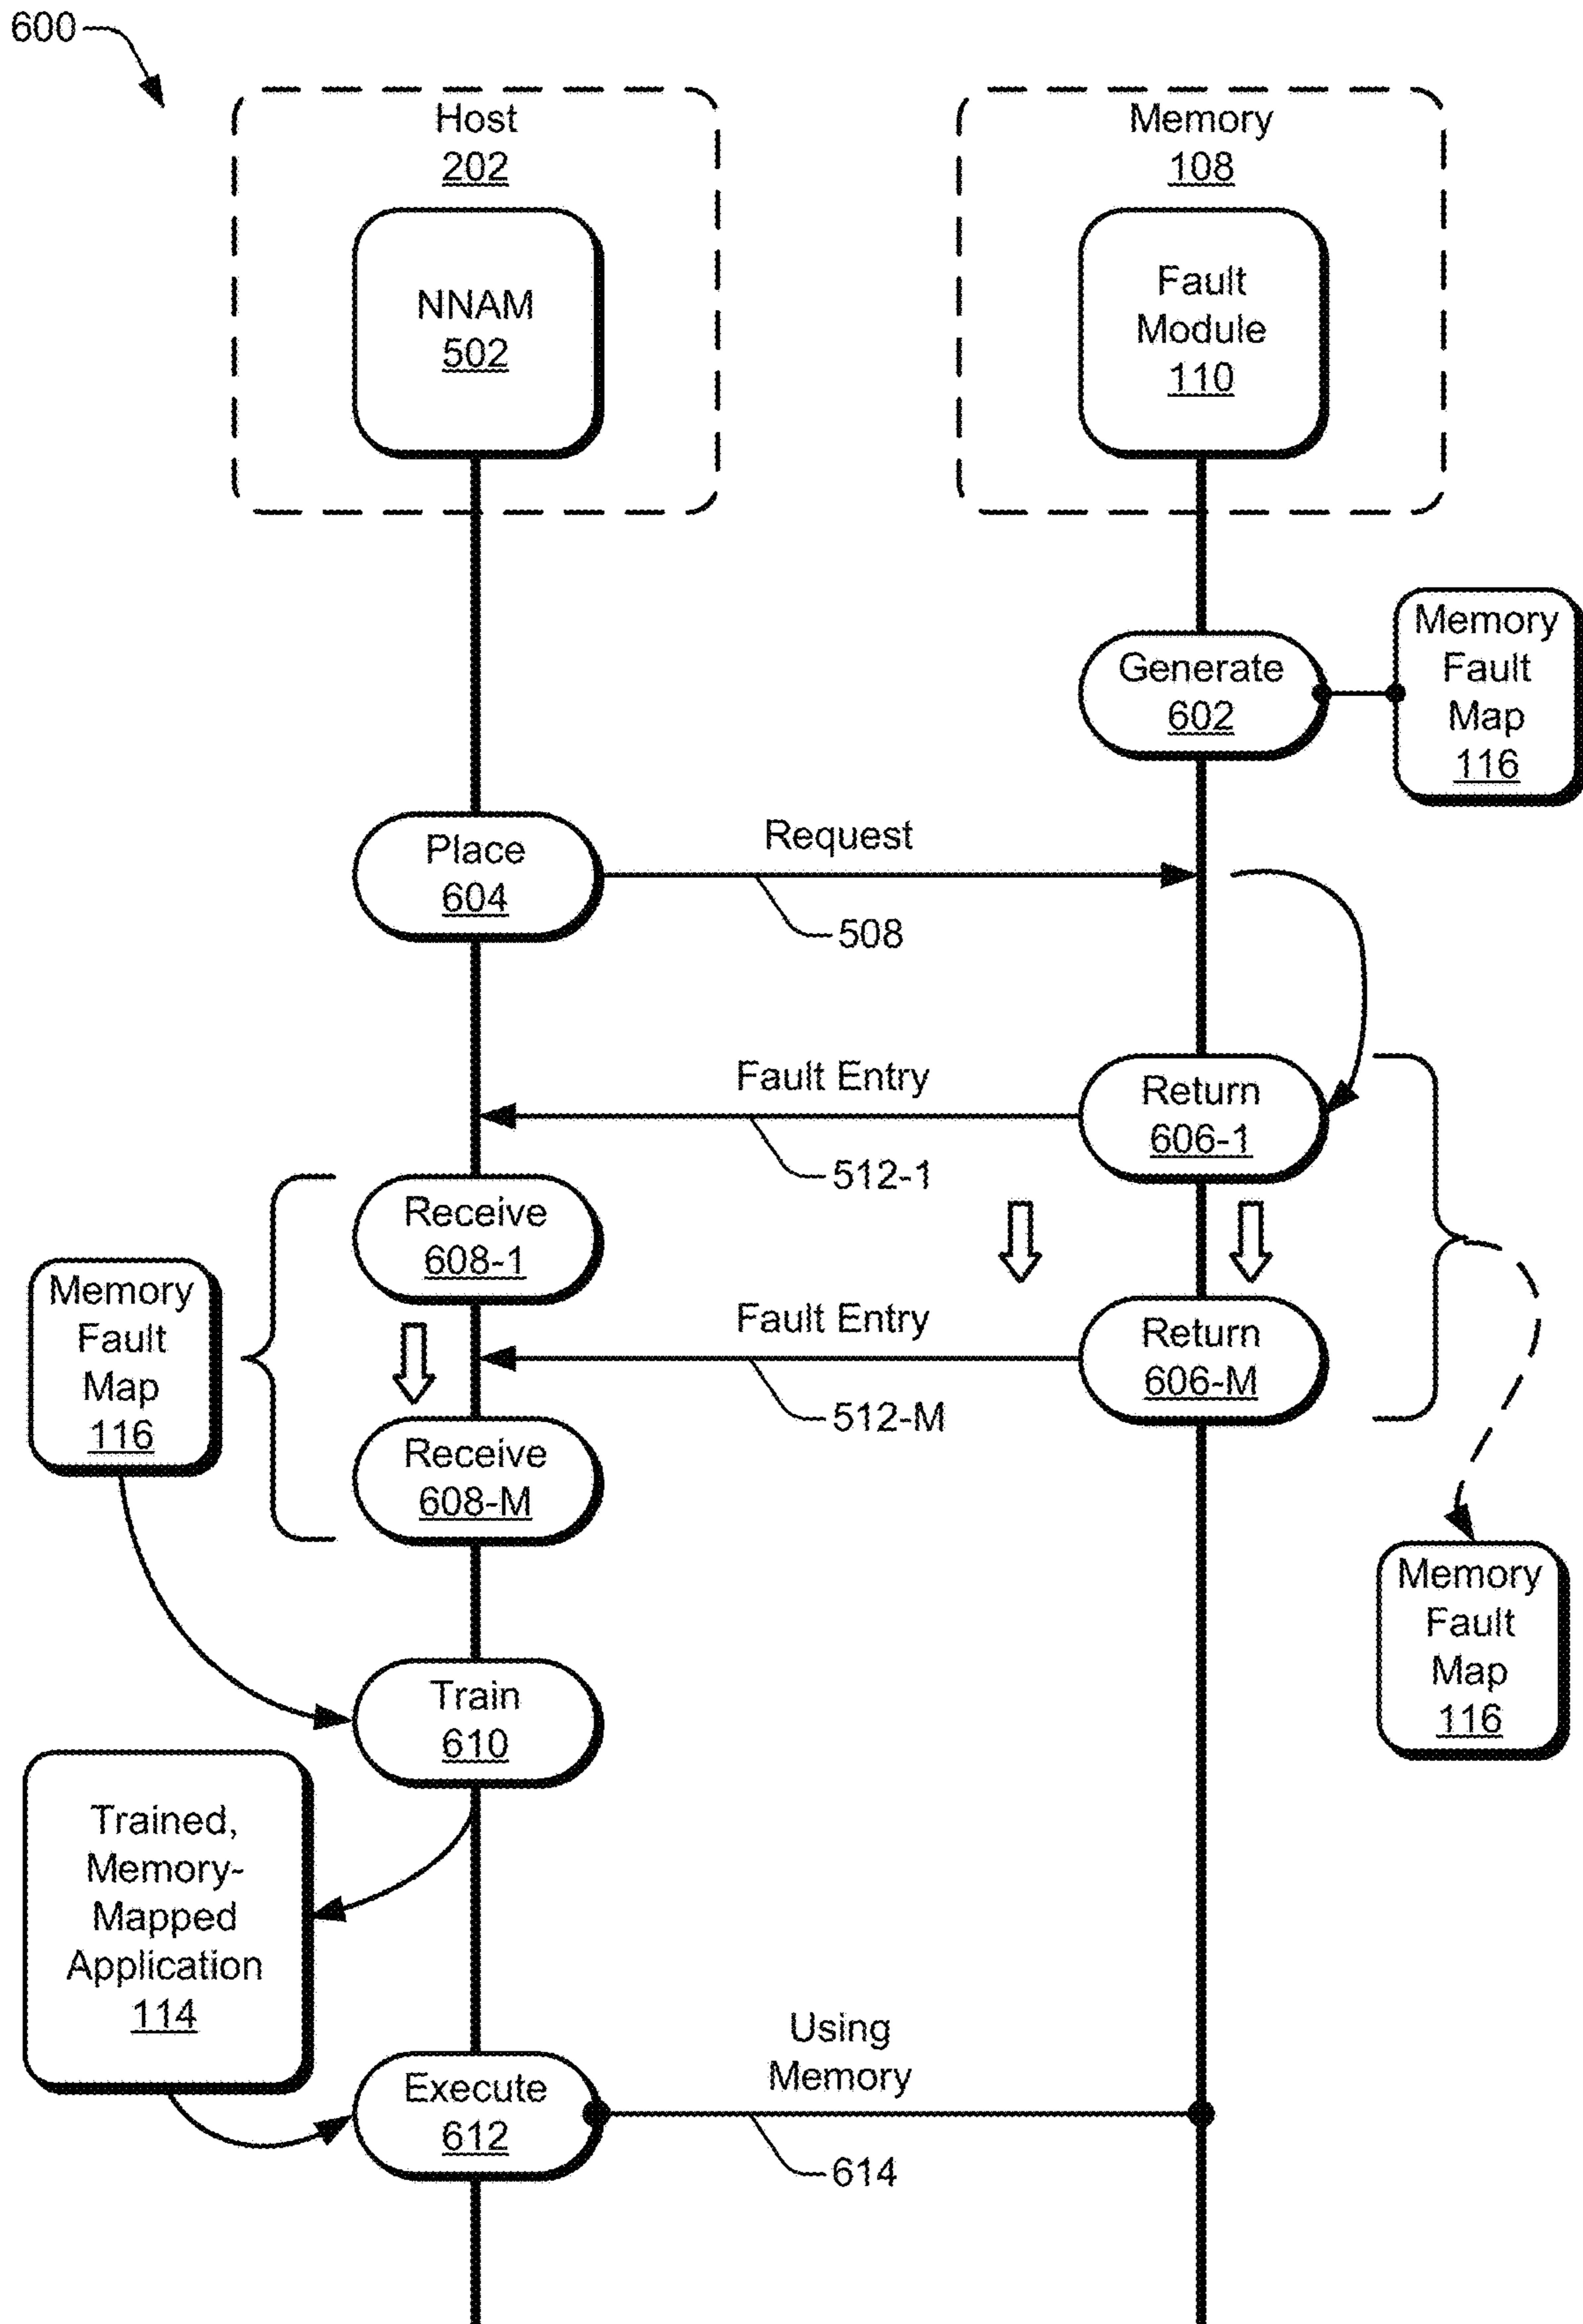 600
Host
202
Memory
108
NNAM
502
Fault
Module
110
Generate
602
Memory
Fault
Map
116
Place
604
Request
508
Fault Entry
512-1
Return
606-1
Receive
608-1
Memory
Fault
Map
116
Fault Entry
512-M
Return
606-M
Receive
608-M
Memory
Fault
Map
116
Train
610
Trained,
Memory-
Mapped
Application
114
Using
Memory
Execute
612
614